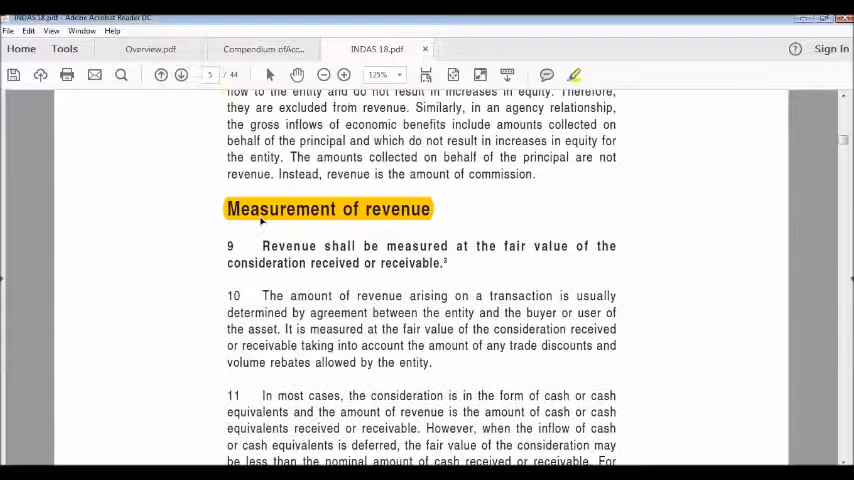 INDAS 18.pdf - Adobe Acrobat Reader DC
File Edit View Window Help
Home Tools Overview.pdf Compendium ofAcc... INDAS 18.pdf × ? Sign In
5 / 44 125%
flow to the entity and do not result in increases in equity. Therefore,
they are excluded from revenue. Similarly, in an agency relationship,
the gross inflows of economic benefits include amounts collected on
behalf of the principal and which do not result in increases in equity for
the entity. The amounts collected on behalf of the principal are not
revenue. Instead, revenue is the amount of commission.
Measurement of revenue
9 Revenue shall be measured at the fair value of the
consideration received or receivable.³
10 The amount of revenue arising on a transaction is usually
determined by agreement between the entity and the buyer or user of
the asset. It is measured at the fair value of the consideration received
or receivable taking into account the amount of any trade discounts and
volume rebates allowed by the entity.
11 In most cases, the consideration is in the form of cash or cash
equivalents and the amount of revenue is the amount of cash or cash
equivalents received or receivable. However, when the inflow of cash
or cash equivalents is deferred, the fair value of the consideration may
be less than the nominal amount of cash received or receivable. For